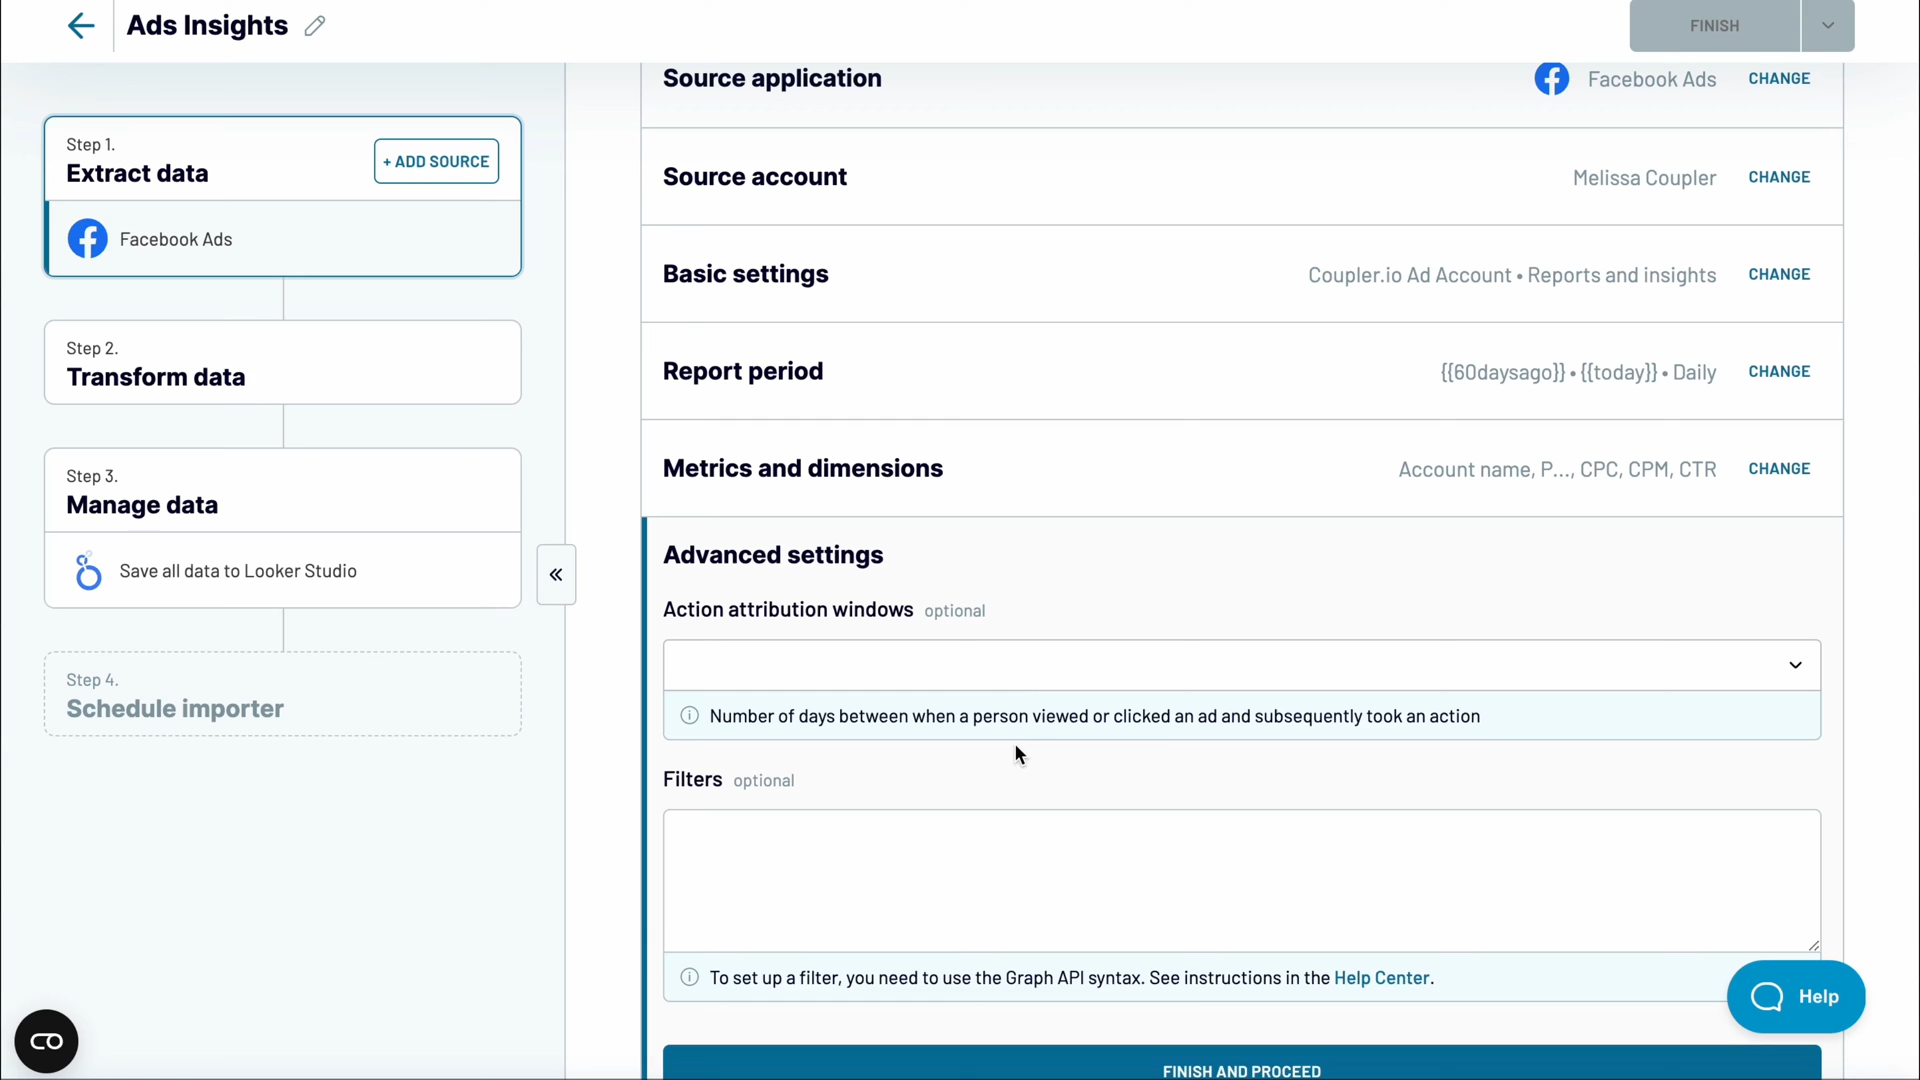 Ads Insights
FINISH
Step 1.
Extract data
+ ADD SOURCE
Facebook Ads
Step 2.
Transform data
Step 3.
Manage data
Save all data to Looker Studio
Step 4.
Schedule importer
Source application
Facebook Ads
CHANGE
Source account
Melissa Coupler
CHANGE
Basic settings
Coupler.io Ad Account • Reports and insights
CHANGE
Report period
{{60daysago}} • {{today}} • Daily
CHANGE
Metrics and dimensions
Account name, P..., CPC, CPM, CTR
CHANGE
Advanced settings
Action attribution windows optional
Number of days between when a person viewed or clicked an ad and subsequently took an action
Filters optional
To set up a filter, you need to use the Graph API syntax. See instructions in the Help Center.
Help
FINISH AND PROCEED